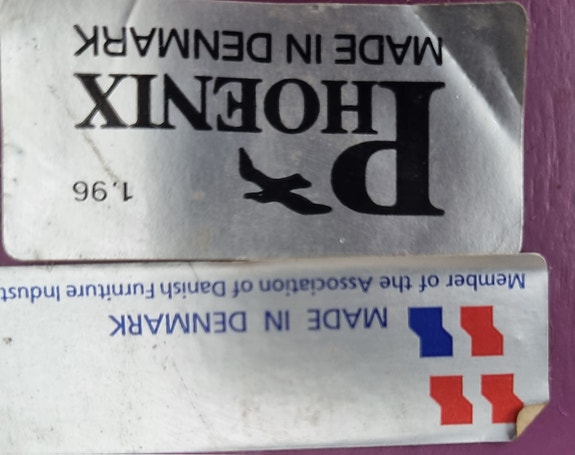 MADE IN DENMARK
Member of the Association of Danish Furniture Indust
1.96
PHOENIX
MADE IN DENMARK